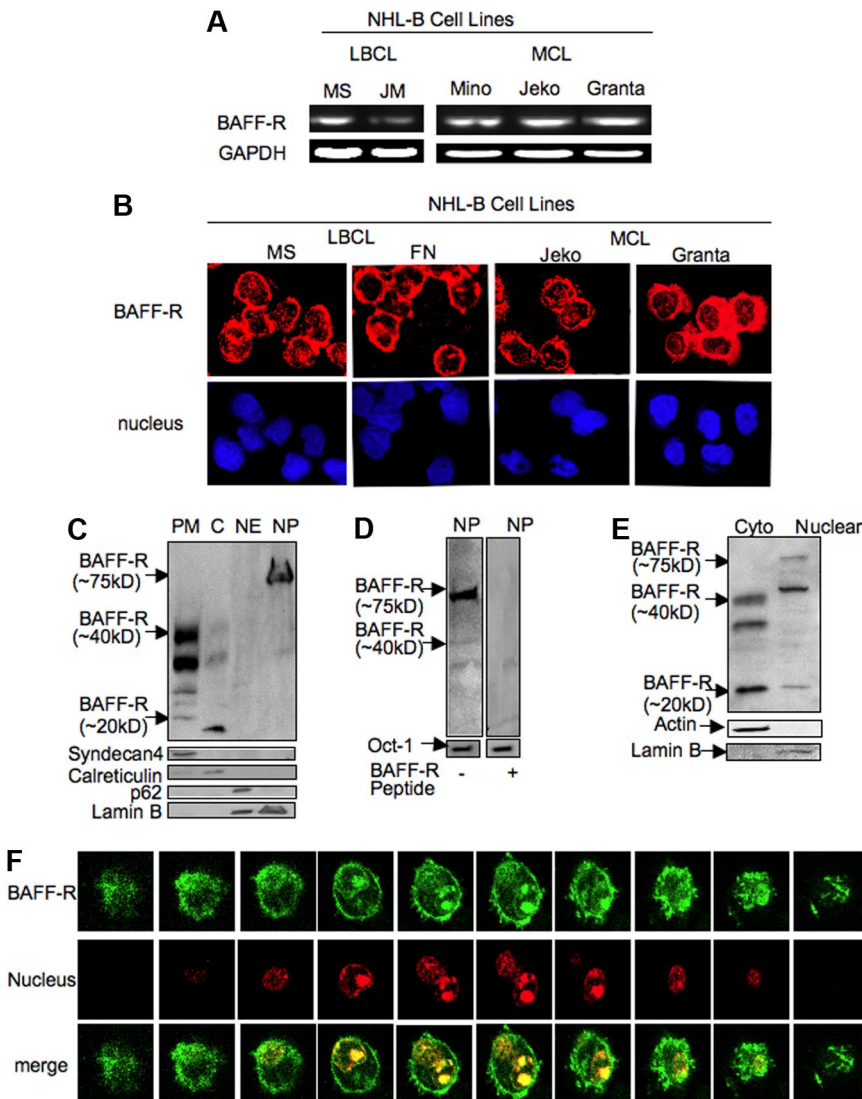 A
NHL-B Cell Lines
LBCL MCL
MS JM Mino Jeko Granta
BAFF-R
GAPDH
B
NHL-B Cell Lines
LBCL MCL
MS FN Jeko Granta
BAFF-R
nucleus
C
PM C NE NP
BAFF-R
(~75kD)
BAFF-R
(~40kD)
BAFF-R
(~20kD)
Syndecan4
Calreticulin
p62
Lamin B
D
NP NP
BAFF-R
(~75kD)
BAFF-R
(~40kD)
Oct-1
BAFF-R - +
Peptide
E
Cyto Nuclear
BAFF-R
(~75kD)
BAFF-R
(~40kD)
BAFF-R
(~20kD)
Actin
Lamin B
F
BAFF-R
Nucleus
merge